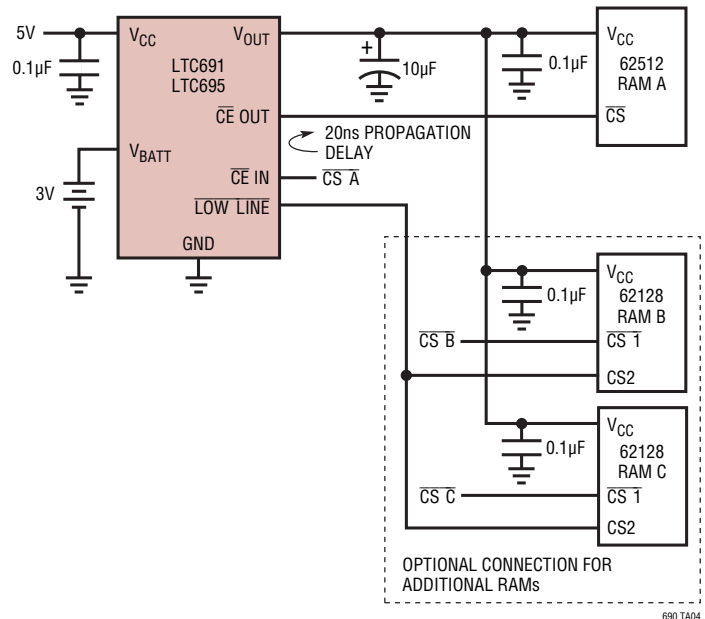 5V
0.1µF
VCC
VOUT
LTC691
LTC695
CE OUT
VBATT
3V
CE IN
LOW LINE
GND
20ns PROPAGATION
DELAY
CS A
+
10µF
0.1µF
VCC
62512
RAM A
CS
0.1µF
VCC
62128
RAM B
CS B
CS 1
CS2
0.1µF
VCC
62128
RAM C
CS C
CS 1
CS2
OPTIONAL CONNECTION FOR
ADDITIONAL RAMs
690 TA04